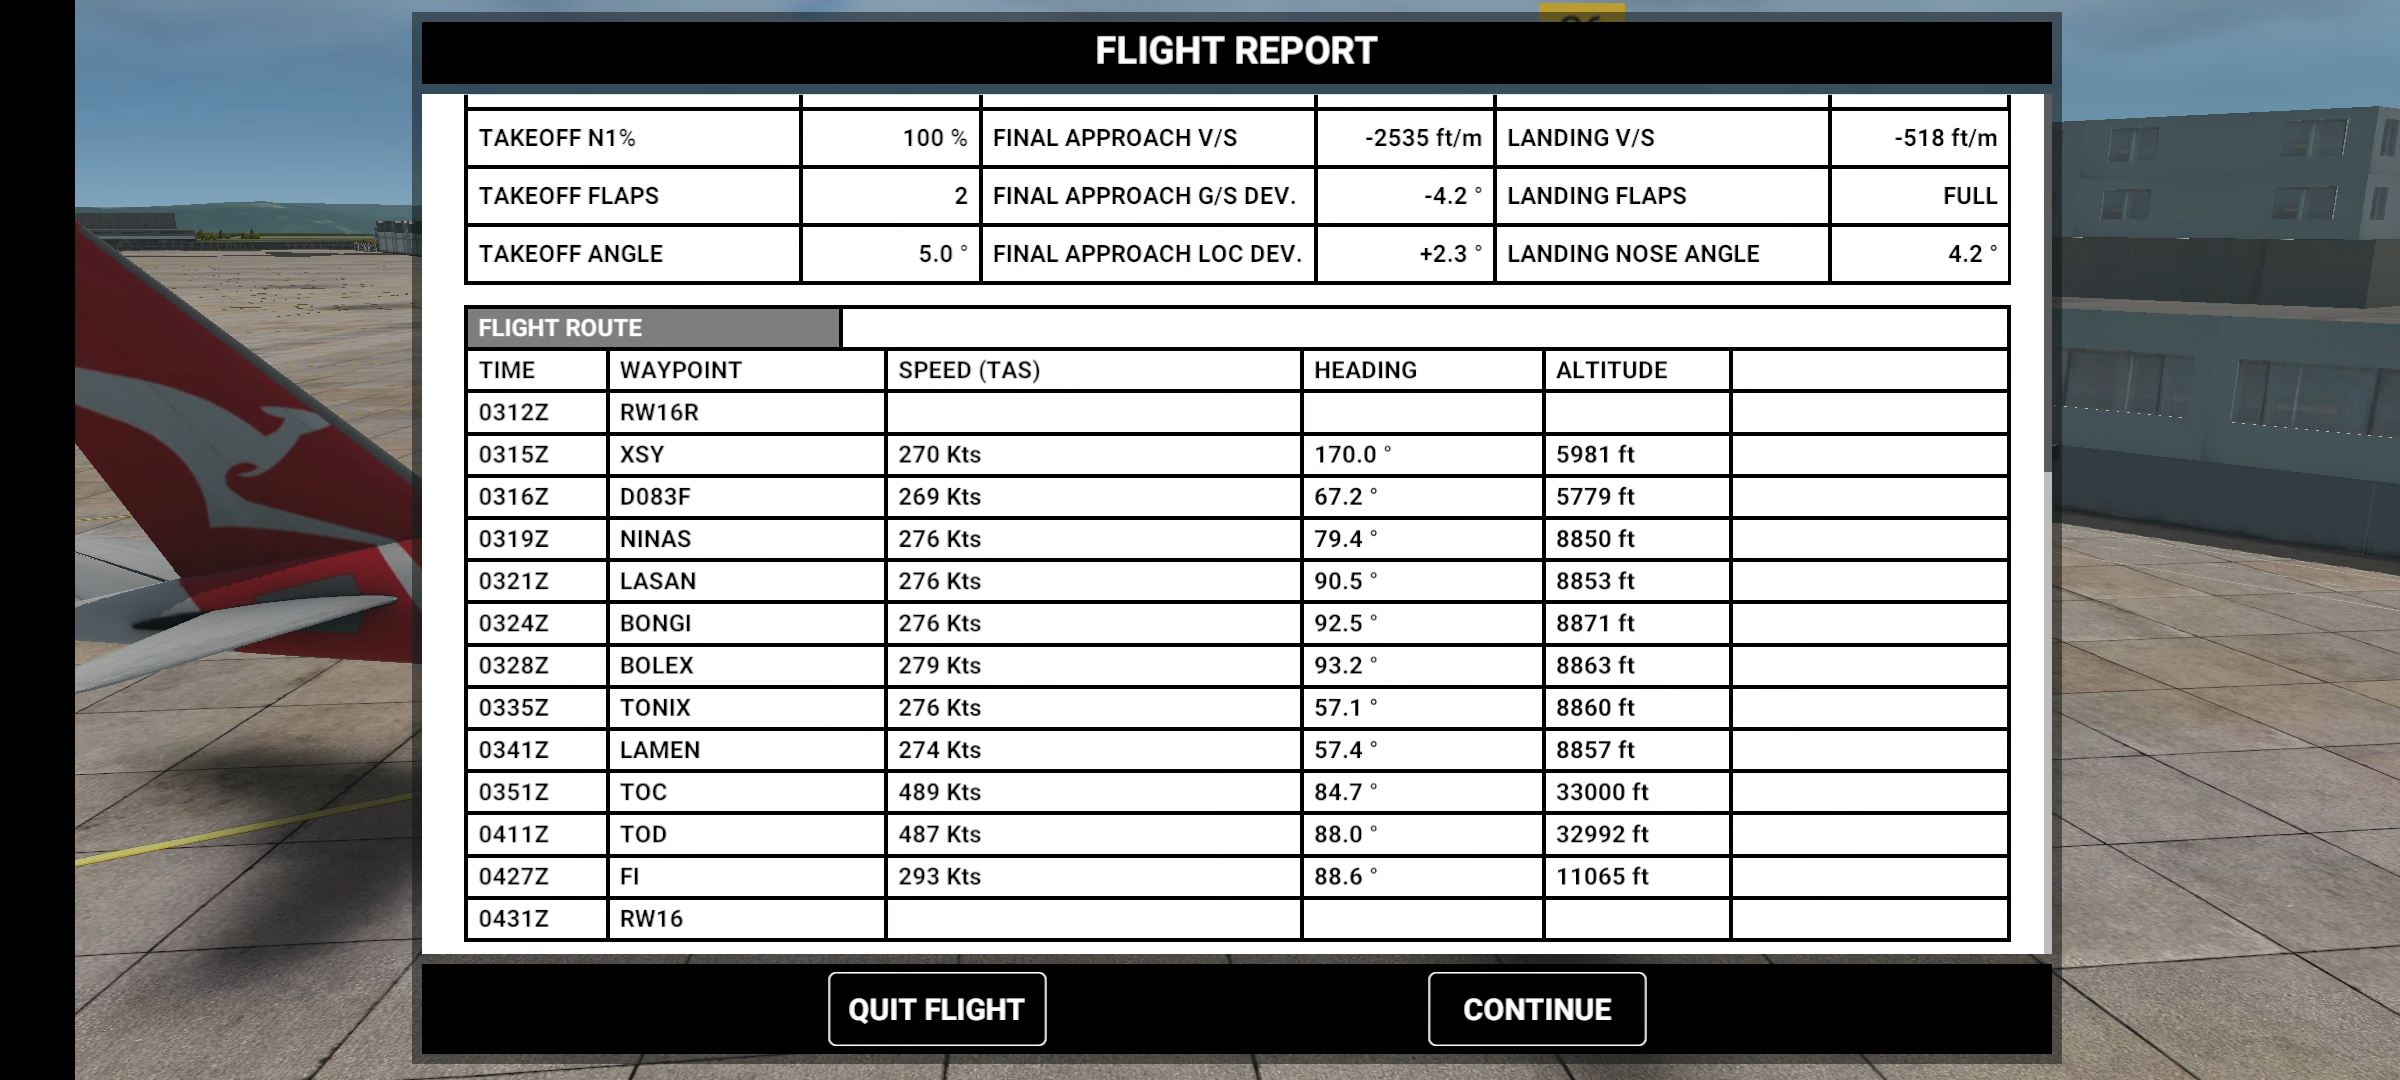 FLIGHT REPORT
TAKEOFF N1% 100 % FINAL APPROACH V/S -2535 ft/m LANDING V/S -518 ft/m
TAKEOFF FLAPS 2 FINAL APPROACH G/S DEV. -4.2 ° LANDING FLAPS FULL
TAKEOFF ANGLE 5.0 ° FINAL APPROACH LOC DEV. +2.3 ° LANDING NOSE ANGLE 4.2 °
FLIGHT ROUTE
TIME WAYPOINT SPEED (TAS) HEADING ALTITUDE
0312Z RW16R
0315Z XSY 270 Kts 170.0 ° 5981 ft
0316Z D083F 269 Kts 67.2 ° 5779 ft
0319Z NINAS 276 Kts 79.4 ° 8850 ft
0321Z LASAN 276 Kts 90.5 ° 8853 ft
0324Z BONGI 276 Kts 92.5 ° 8871 ft
0328Z BOLEX 279 Kts 93.2 ° 8863 ft
0335Z TONIX 276 Kts 57.1 ° 8860 ft
0341Z LAMEN 274 Kts 57.4 ° 8857 ft
0351Z TOC 489 Kts 84.7 ° 33000 ft
0411Z TOD 487 Kts 88.0 ° 32992 ft
0427Z FI 293 Kts 88.6 ° 11065 ft
0431Z RW16
QUIT FLIGHT CONTINUE